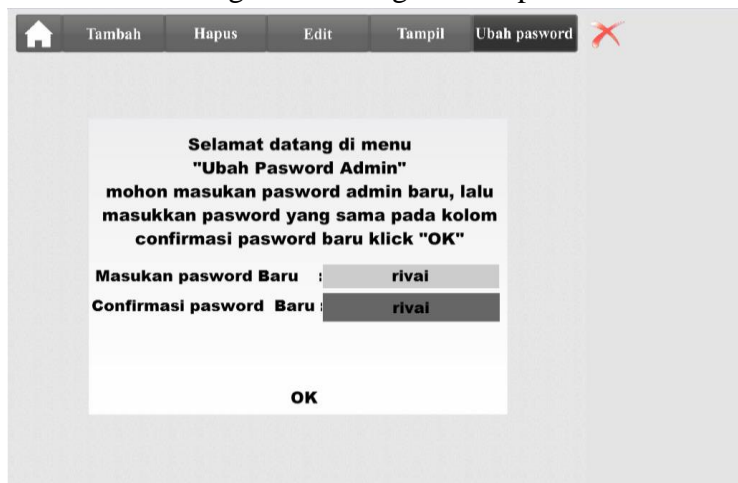 Tambah Hapus Edit Tampil Ubah pasword
Selamat datang di menu
"Ubah Pasword Admin"
mohon masukan pasword admin baru, lalu
masukkan pasword yang sama pada kolom
confirmasi pasword baru klick "OK"
Masukan pasword Baru : rivai
Confirmasi pasword Baru : rivai
OK